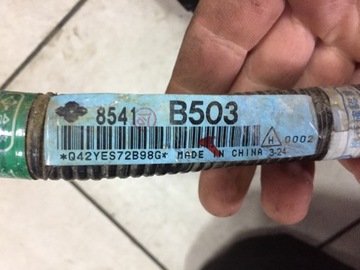 8541 B503
H 0002
*Q42YES72B98G* MADE IN CHINA 3-24